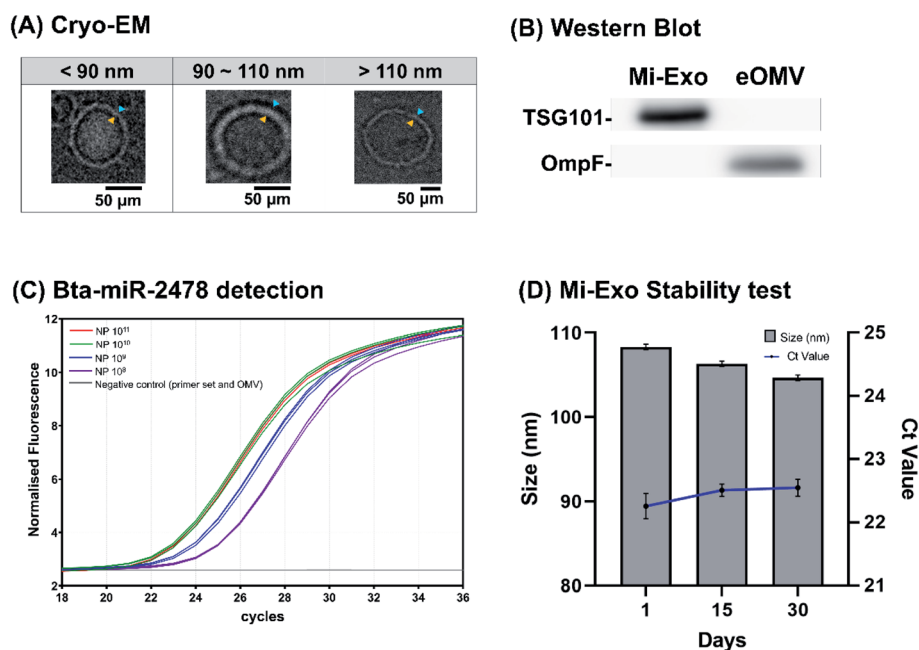 (A) Cryo-EM
< 90 nm
90 ~ 110 nm
> 110 nm
50 µm
50 µm
50 µm
(B) Western Blot
Mi-Exo
eOMV
TSG101-
OmpF-
(C) Bta-miR-2478 detection
Normalised Fluorescence
12
10
8
6
4
2
NP 10¹¹
NP 10¹⁰
NP 10⁹
NP 10⁸
Negative control (primer set and OMV)
18 20 22 24 26 28 30 32 34 36
cycles
(D) Mi-Exo Stability test
Size (nm)
110
100
90
80
Size (nm)
Ct Value
25
24
23
22
21
Ct Value
1 15 30
Days